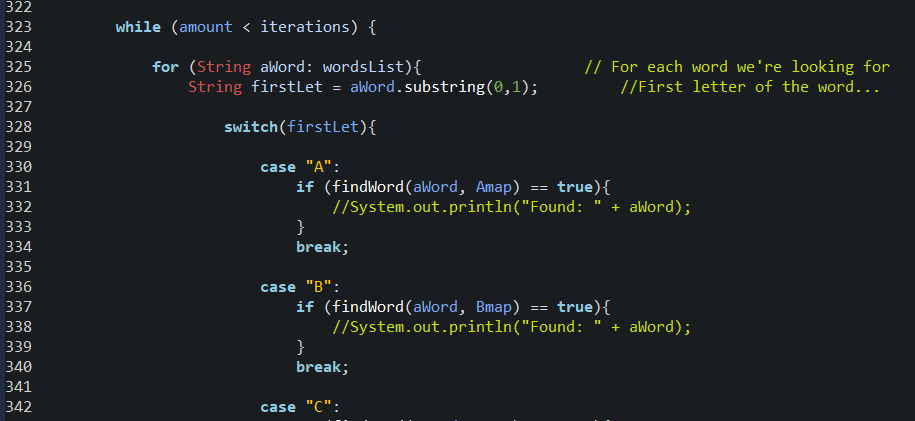 322
323 while (amount < iterations) {
324
325 for (String aWord: wordsList){ // For each word we're looking for
326 String firstLet = aWord.substring(0,1); //First letter of the word...
327
328 switch(firstLet){
329
330 case "A":
331 if (findWord(aWord, Amap) == true){
332 //System.out.println("Found: " + aWord);
333 }
334 break;
335
336 case "B":
337 if (findWord(aWord, Bmap) == true){
338 //System.out.println("Found: " + aWord);
339 }
340 break;
341
342 case "C":